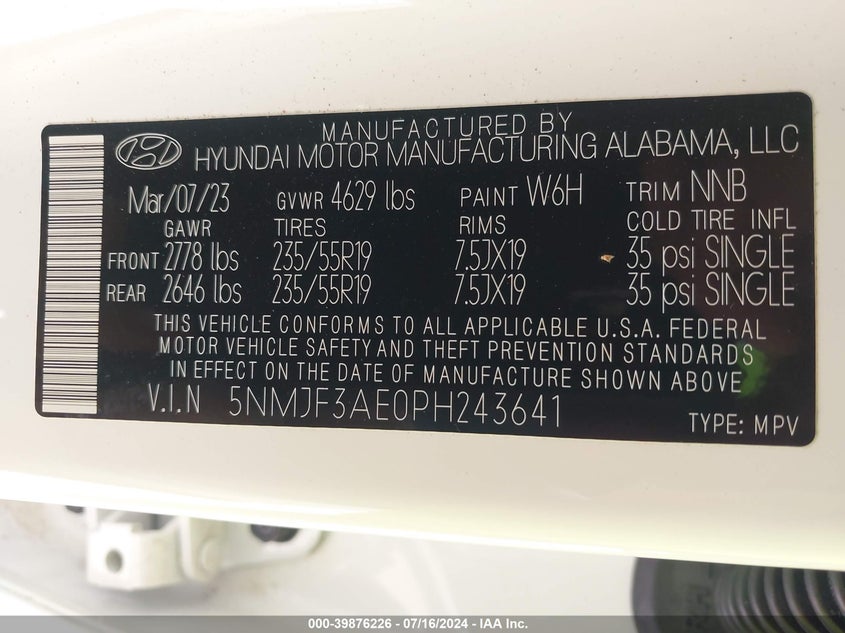 MANUFACTURED BY
HYUNDAI MOTOR MANUFACTURING ALABAMA, LLC
Mar/07/23 GVWR 4629 lbs PAINT W6H TRIM NNB
GAWR TIRES RIMS COLD TIRE INFL
FRONT 2778 lbs 235/55R19 7.5JX19 35 psi SINGLE
REAR 2646 lbs 235/55R19 7.5JX19 35 psi SINGLE
THIS VEHICLE CONFORMS TO ALL APPLICABLE U.S.A. FEDERAL
MOTOR VEHICLE SAFETY AND THEFT PREVENTION STANDARDS
IN EFFECT ON THE DATE OF MANUFACTURE SHOWN ABOVE
V.I.N 5NMJF3AE0PH243641
TYPE: MPV
000-39876226 - 07/16/2024 - IAA Inc.